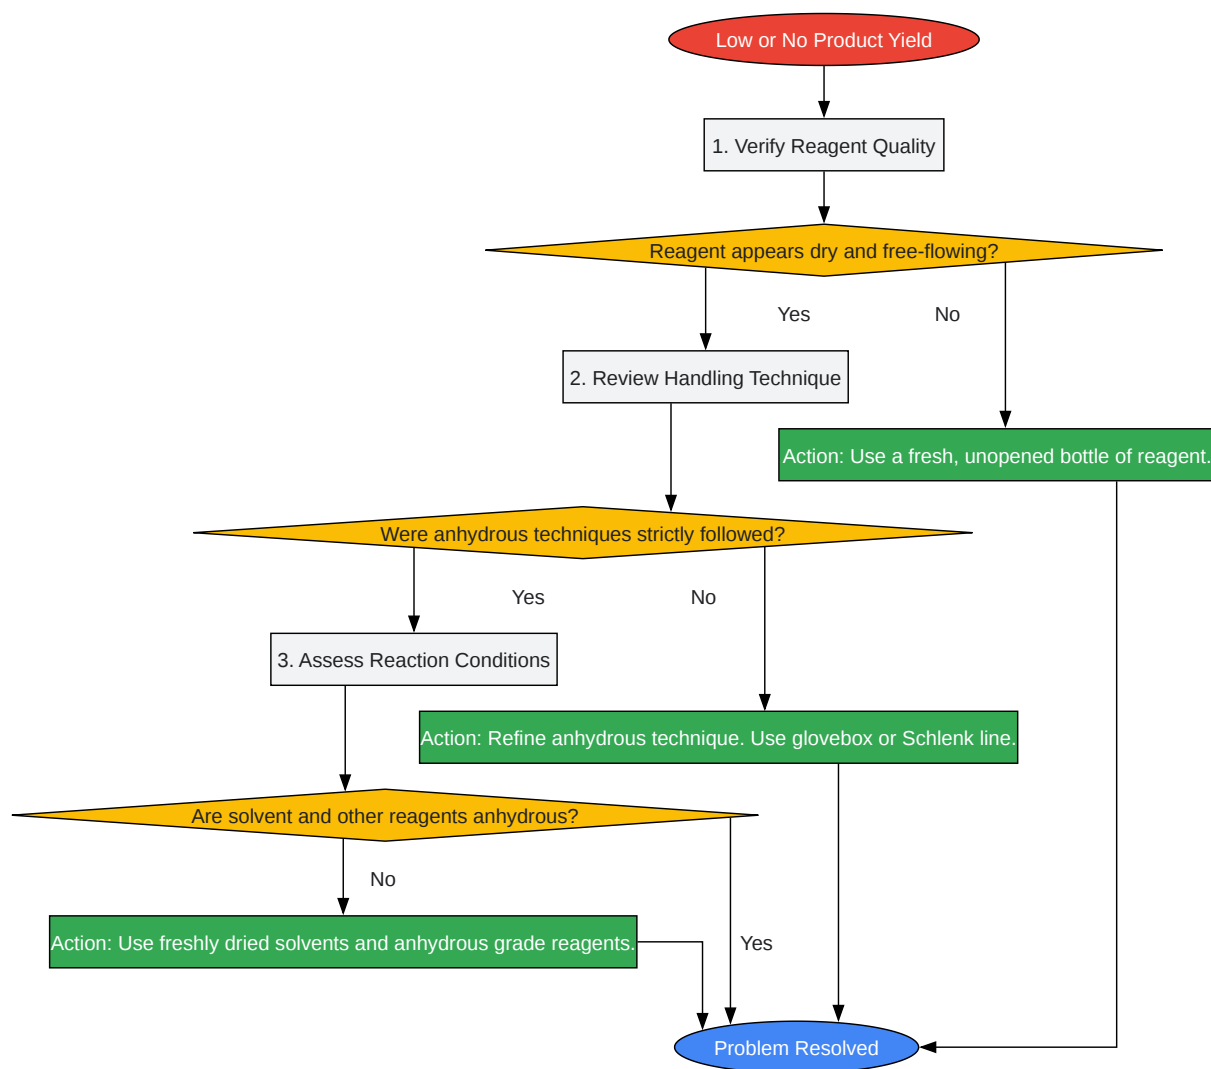 Low or No Product Yield
1. Verify Reagent Quality
Reagent appears dry and free-flowing?
Yes
No
2. Review Handling Technique
Action: Use a fresh, unopened bottle of reagent.
Were anhydrous techniques strictly followed?
Yes
No
3. Assess Reaction Conditions
Action: Refine anhydrous technique. Use glovebox or Schlenk line.
Are solvent and other reagents anhydrous?
No
Action: Use freshly dried solvents and anhydrous grade reagents.
Yes
Problem Resolved